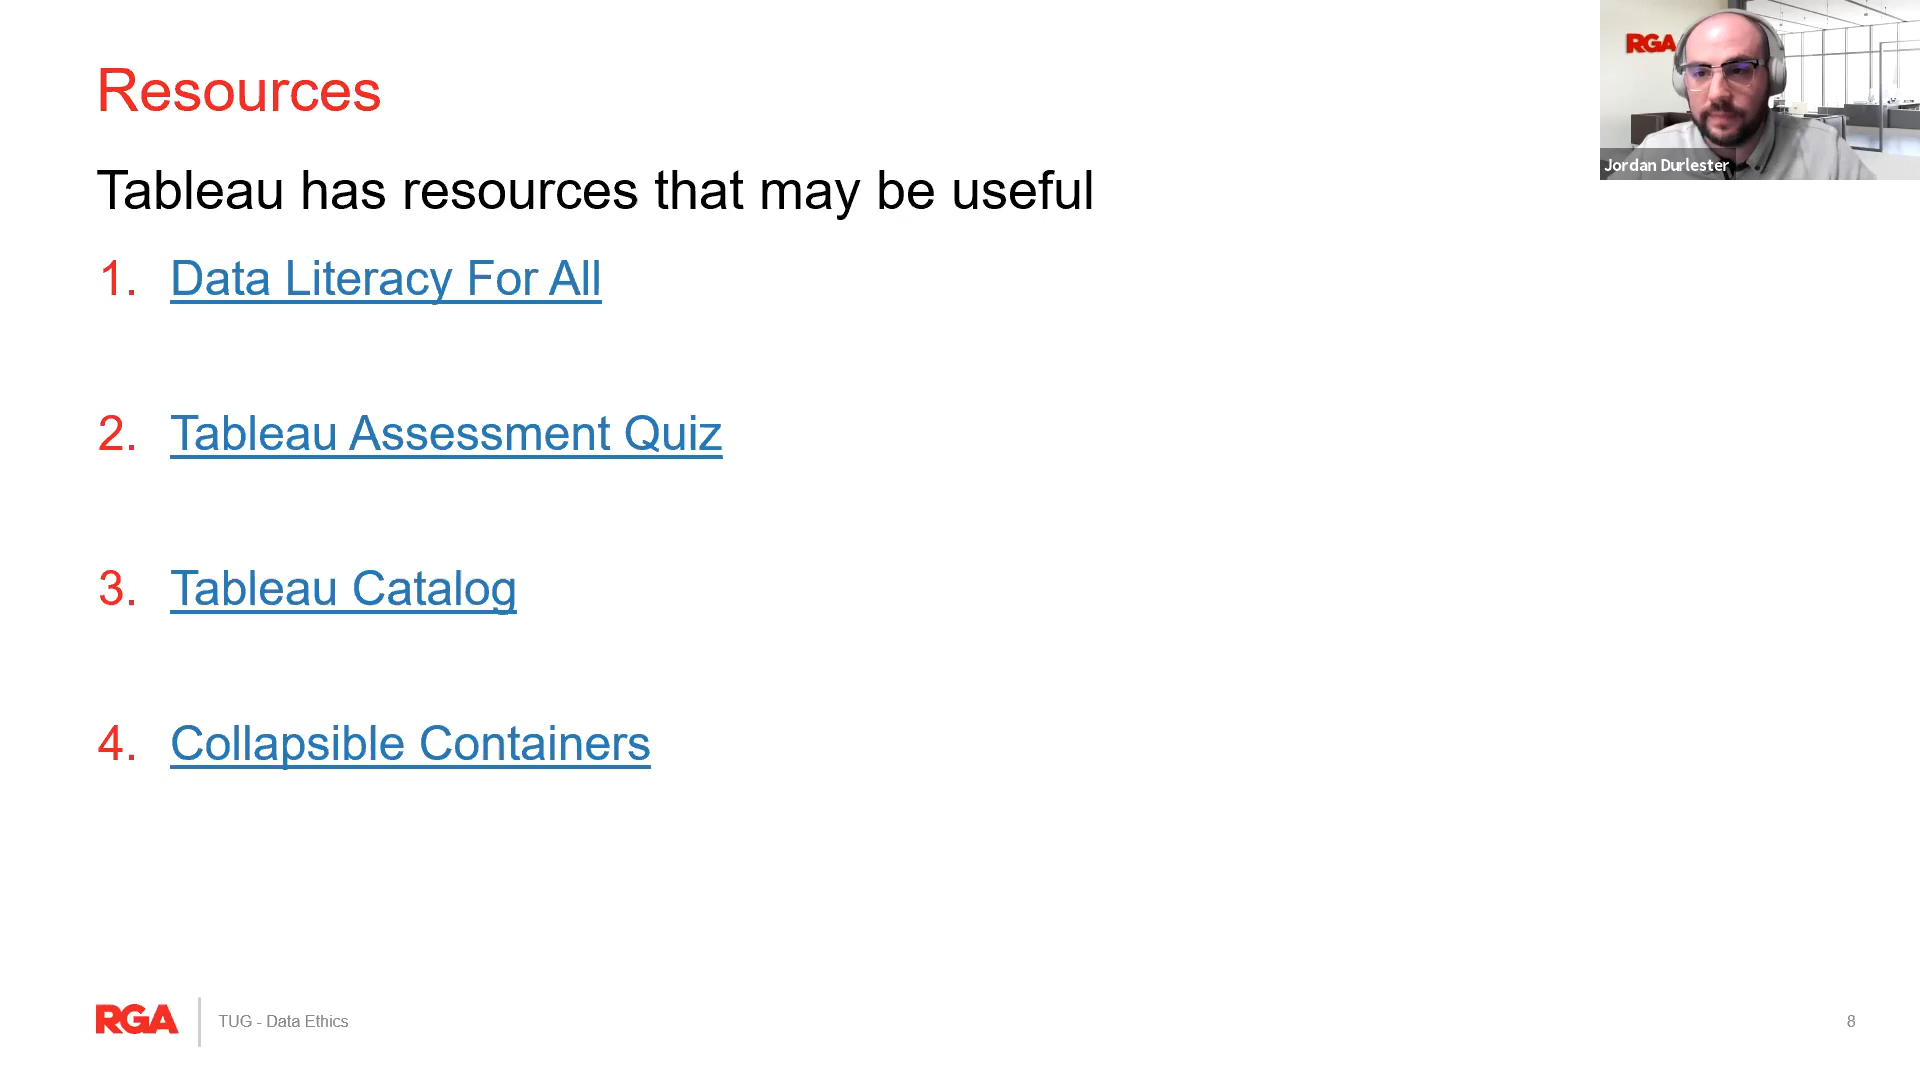 Resources
RGA
Jordan Durlester
Tableau has resources that may be useful
1. Data Literacy For All
2. Tableau Assessment Quiz
3. Tableau Catalog
4. Collapsible Containers
RGA
TUG - Data Ethics
8